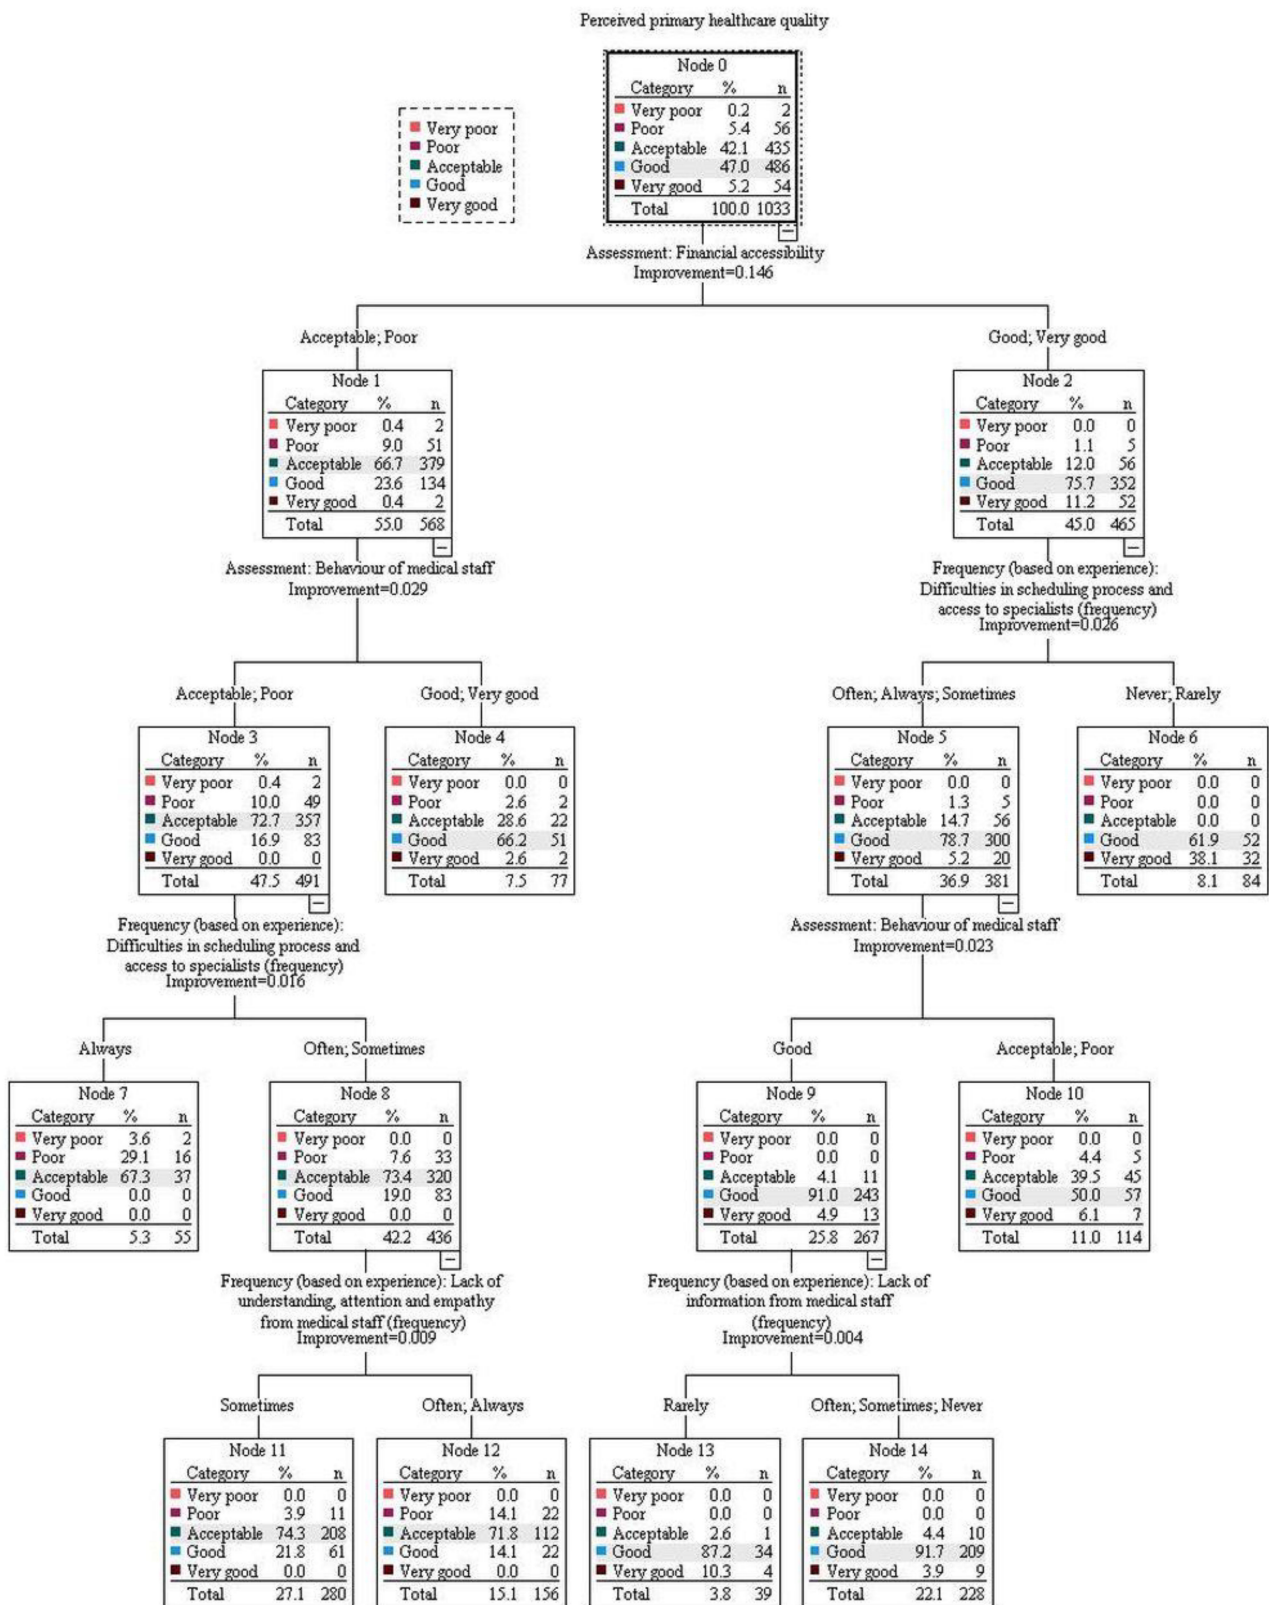 Perceived primary healthcare quality
Very poor
Poor
Acceptable
Good
Very good
Node 0
Category % n
Very poor 0.2 2
Poor 5.4 56
Acceptable 42.1 435
Good 47.0 486
Very good 5.2 54
Total 100.0 1033
Assessment: Financial accessibility
Improvement=0.146
Acceptable; Poor
Good; Very good
Node 1
Category % n
Very poor 0.4 2
Poor 9.0 51
Acceptable 66.7 379
Good 23.6 134
Very good 0.4 2
Total 55.0 568
Node 2
Category % n
Very poor 0.0 0
Poor 1.1 5
Acceptable 12.0 56
Good 75.7 352
Very good 11.2 52
Total 45.0 465
Assessment: Behaviour of medical staff
Improvement=0.029
Frequency (based on experience):
Difficulties in scheduling process and
access to specialists (frequency)
Improvement=0.026
Acceptable; Poor
Good; Very good
Often; Always; Sometimes
Never; Rarely
Node 3
Category % n
Very poor 0.4 2
Poor 10.0 49
Acceptable 72.7 357
Good 16.9 83
Very good 0.0 0
Total 47.5 491
Node 4
Category % n
Very poor 0.0 0
Poor 2.6 2
Acceptable 28.6 22
Good 66.2 51
Very good 2.6 2
Total 7.5 77
Node 5
Category % n
Very poor 0.0 0
Poor 1.3 5
Acceptable 14.7 56
Good 78.7 300
Very good 5.2 20
Total 36.9 381
Node 6
Category % n
Very poor 0.0 0
Poor 0.0 0
Acceptable 0.0 0
Good 61.9 52
Very good 38.1 32
Total 8.1 84
Frequency (based on experience):
Difficulties in scheduling process and
access to specialists (frequency)
Improvement=0.016
Assessment: Behaviour of medical staff
Improvement=0.023
Always
Often; Sometimes
Good
Acceptable; Poor
Node 7
Category % n
Very poor 3.6 2
Poor 29.1 16
Acceptable 67.3 37
Good 0.0 0
Very good 0.0 0
Total 5.3 55
Node 8
Category % n
Very poor 0.0 0
Poor 7.6 33
Acceptable 73.4 320
Good 19.0 83
Very good 0.0 0
Total 42.2 436
Node 9
Category % n
Very poor 0.0 0
Poor 0.0 0
Acceptable 4.1 11
Good 91.0 243
Very good 4.9 13
Total 25.8 267
Node 10
Category % n
Very poor 0.0 0
Poor 4.4 5
Acceptable 39.5 45
Good 50.0 57
Very good 6.1 7
Total 11.0 114
Frequency (based on experience): Lack of
understanding, attention and empathy
from medical staff (frequency)
Improvement=0.009
Frequency (based on experience): Lack of
information from medical staff
(frequency)
Improvement=0.004
Sometimes
Often; Always
Rarely
Often; Sometimes; Never
Node 11
Category % n
Very poor 0.0 0
Poor 3.9 11
Acceptable 74.3 208
Good 21.8 61
Very good 0.0 0
Total 27.1 280
Node 12
Category % n
Very poor 0.0 0
Poor 14.1 22
Acceptable 71.8 112
Good 14.1 22
Very good 0.0 0
Total 15.1 156
Node 13
Category % n
Very poor 0.0 0
Poor 0.0 0
Acceptable 2.6 1
Good 87.2 34
Very good 10.3 4
Total 3.8 39
Node 14
Category % n
Very poor 0.0 0
Poor 0.0 0
Acceptable 4.4 10
Good 91.7 209
Very good 3.9 9
Total 22.1 228